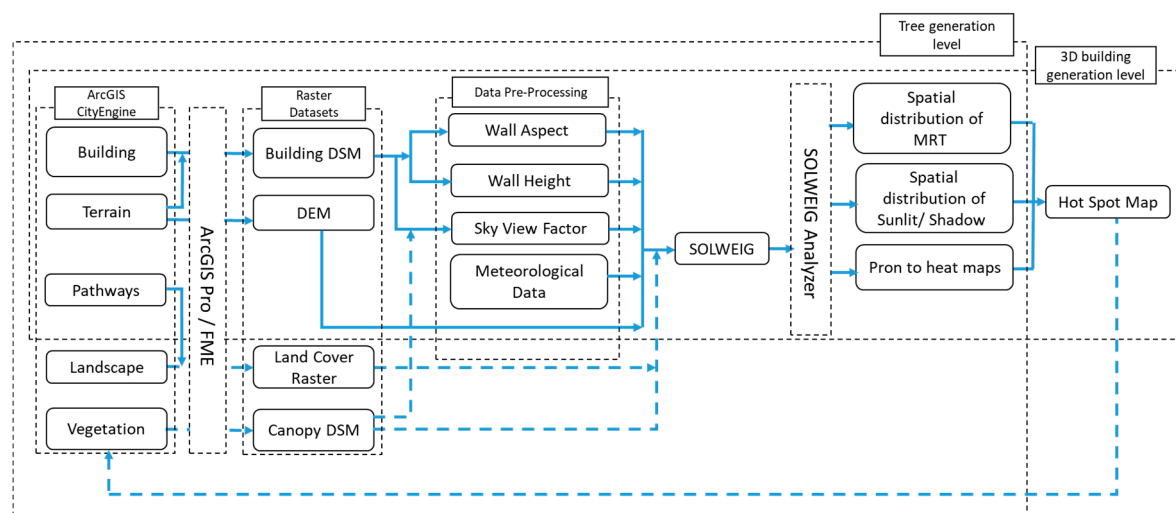 Tree generation
level
3D building
generation level
ArcGIS
CityEngine
Raster
Datasets
Data Pre-Processing
Building
Terrain
Pathways
Landscape
Vegetation
ArcGIS Pro / FME
Building DSM
DEM
Land Cover
Raster
Canopy DSM
Wall Aspect
Wall Height
Sky View Factor
Meteorological
Data
SOLWEIG
SOLWEIG Analyzer
Spatial
distribution of
MRT
Spatial
distribution of
Sunlit/ Shadow
Pron to heat maps
Hot Spot Map